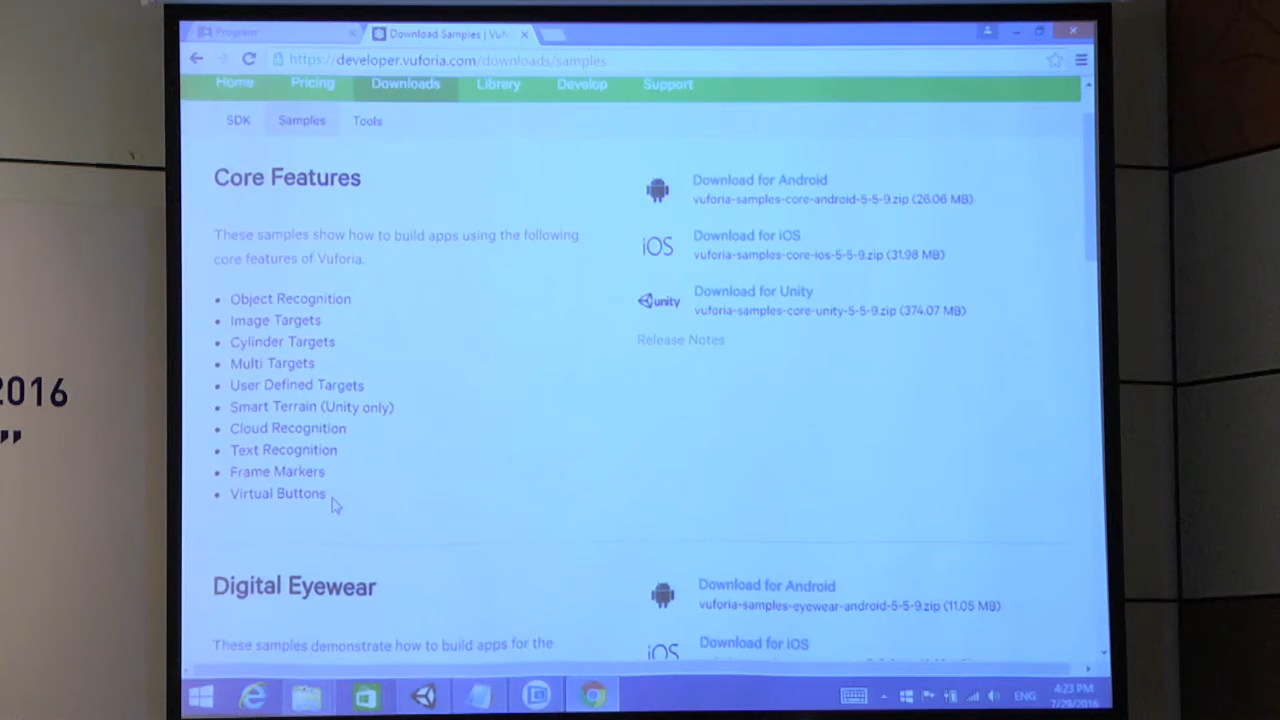 Program
Download Samples | Vuf
https://developer.vuforia.com/downloads/samples
Home Pricing Downloads Library Develop Support
SDK Samples Tools
Core Features
These samples show how to build apps using the following
core features of Vuforia.
• Object Recognition
• Image Targets
• Cylinder Targets
• Multi Targets
• User Defined Targets
• Smart Terrain (Unity only)
• Cloud Recognition
• Text Recognition
• Frame Markers
• Virtual Buttons
Download for Android
vuforia-samples-core-android-5-5-9.zip (26.06 MB)
iOS
Download for iOS
vuforia-samples-core-ios-5-5-9.zip (31.98 MB)
unity
Download for Unity
vuforia-samples-core-unity-5-5-9.zip (374.07 MB)
Release Notes
Digital Eyewear
These samples demonstrate how to build apps for the
Download for Android
vuforia-samples-eyewear-android-5-5-9.zip (11.05 MB)
iOS
Download for iOS
ENG
4:23 PM
7/29/2016
2016
"